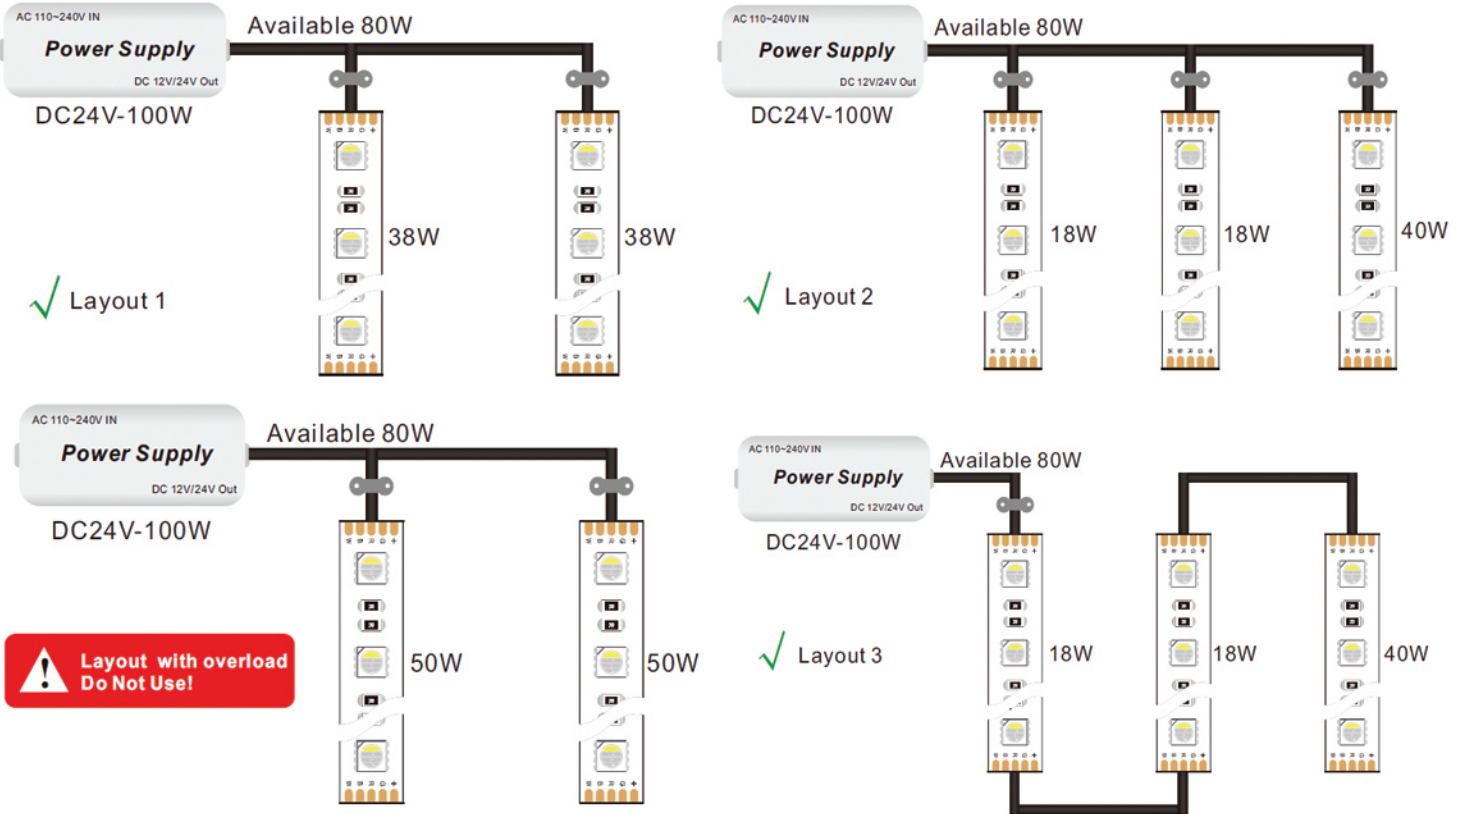 AC 110~240V IN
Available 80W
Power Supply
DC 12V/24V Out
DC24V-100W
38W
38W
Layout 1
AC 110~240V IN
Available 80W
Power Supply
DC 12V/24V Out
DC24V-100W
18W
18W
40W
Layout 2
AC 110~240V IN
Available 80W
Power Supply
DC 12V/24V Out
DC24V-100W
50W
50W
Layout with overload
Do Not Use!
AC 110~240V IN
Available 80W
Power Supply
DC 12V/24V Out
DC24V-100W
18W
18W
40W
Layout 3